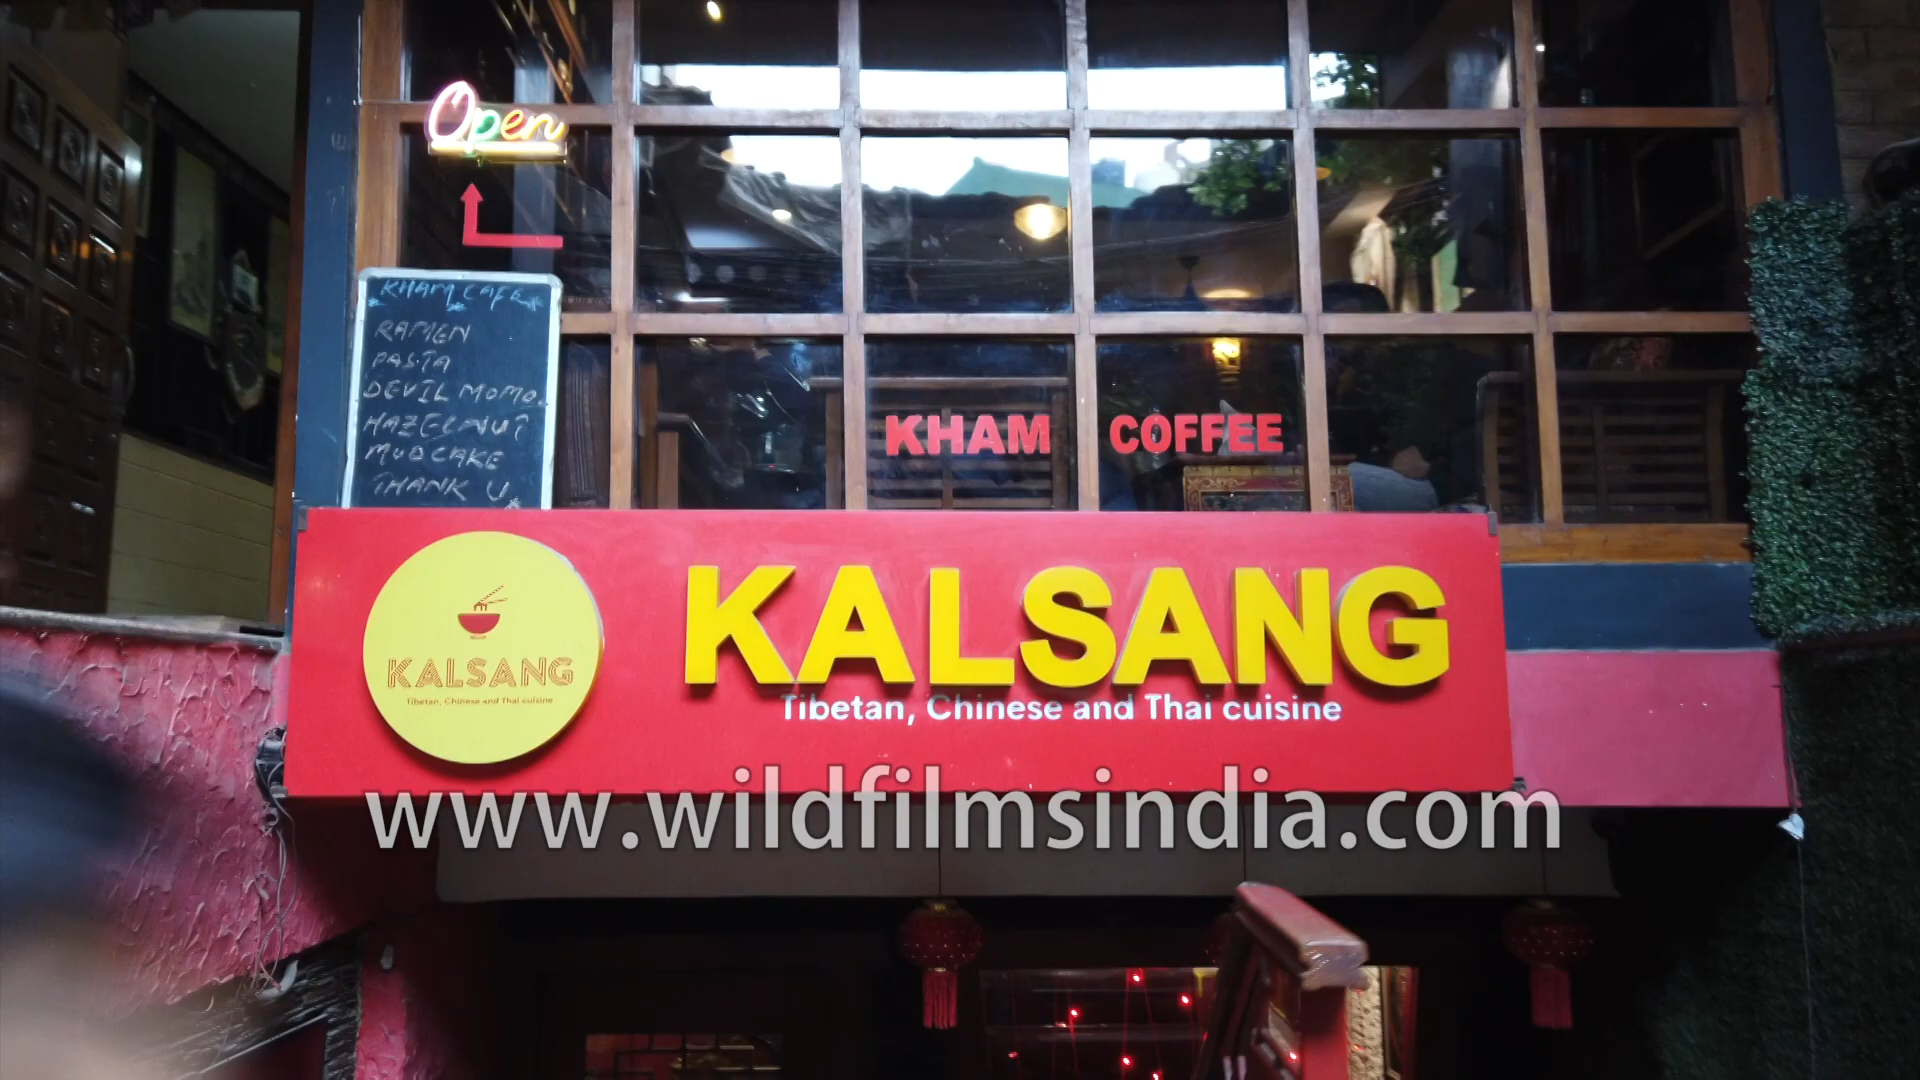 Open
KHAM CAFE
RAMEN
PASTA
DEVIL MOMO.
HAZELNUT
MUDCAKE
THANK U
KHAM COFFEE
KALSANG
Tibetan, Chinese and Thai cuisine
KALSANG
Tibetan, Chinese and Thai cuisine
www.wildfilmsindia.com